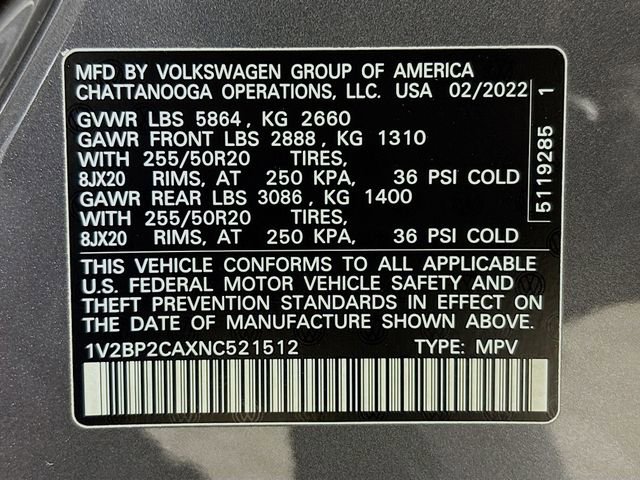 MFD BY VOLKSWAGEN GROUP OF AMERICA
CHATTANOOGA OPERATIONS, LLC. USA 02/2022
GVWR LBS 5864, KG 2660
GAWR FRONT LBS 2888, KG 1310
WITH 255/50R20 TIRES,
8JX20 RIMS, AT 250 KPA, 36 PSI COLD
GAWR REAR LBS 3086, KG 1400
WITH 255/50R20 TIRES,
8JX20 RIMS, AT 250 KPA, 36 PSI COLD
5119285 1
THIS VEHICLE CONFORMS TO ALL APPLICABLE
U.S. FEDERAL MOTOR VEHICLE SAFETY AND
THEFT PREVENTION STANDARDS IN EFFECT ON
THE DATE OF MANUFACTURE SHOWN ABOVE.
1V2BP2CAXNC521512 TYPE: MPV